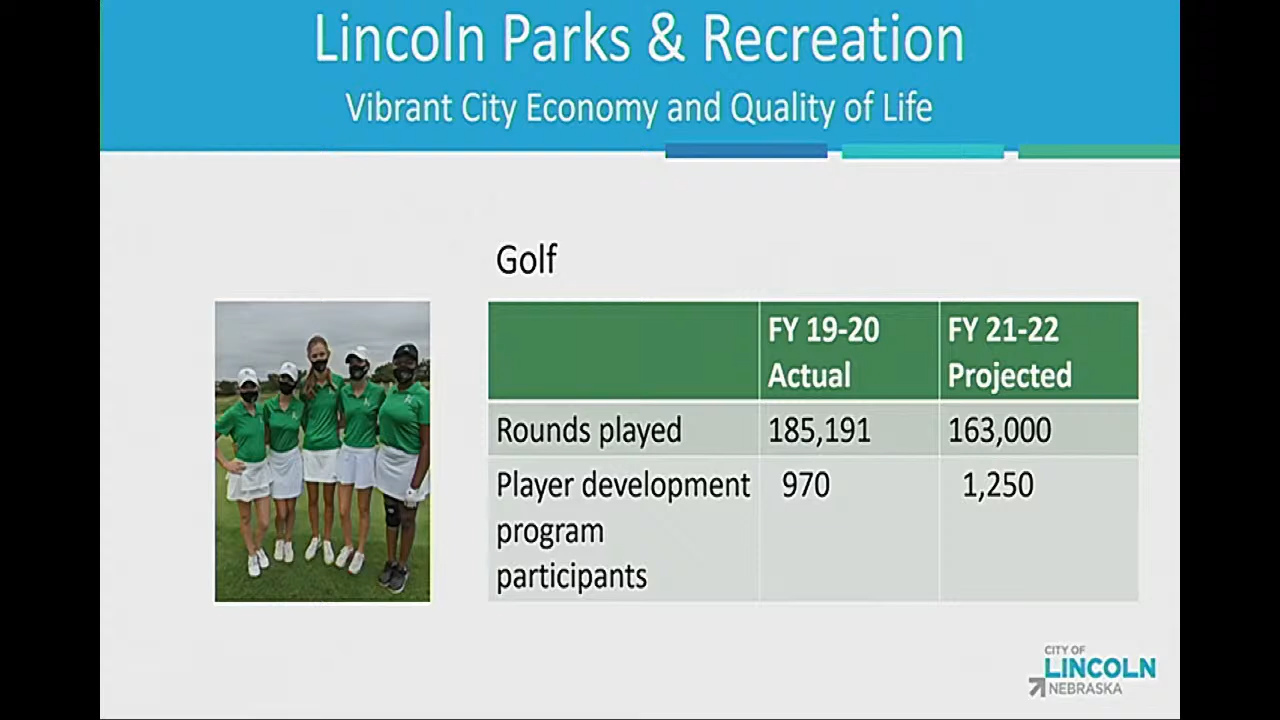 Lincoln Parks & Recreation
Vibrant City Economy and Quality of Life
Golf
FY 19-20 Actual
FY 21-22 Projected
Rounds played 185,191 163,000
Player development 970 1,250
program
participants
CITY OF
LINCOLN
NEBRASKA